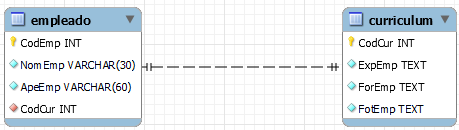 empleado
CodEmp INT
NomEmp VARCHAR(30)
ApeEmp VARCHAR(60)
CodCur INT
curriculum
CodCur INT
ExpEmp TEXT
ForEmp TEXT
FotEmp TEXT